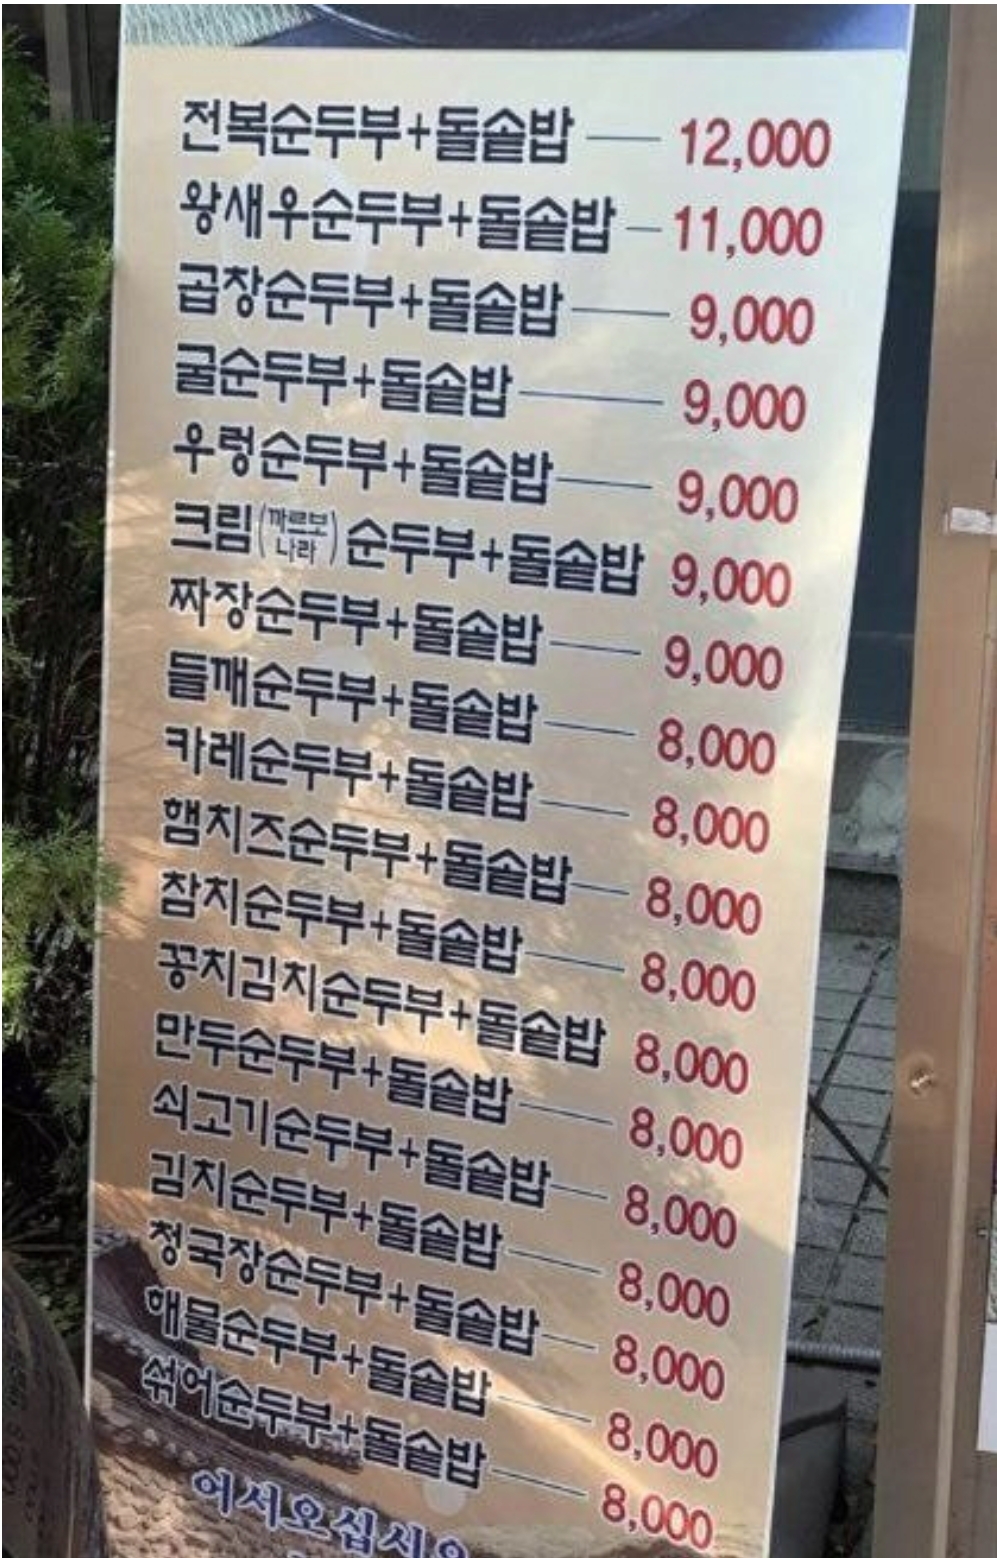 전복순두부+돌솥밥 12,000
왕새우순두부+돌솥밥 11,000
곱창순두부+돌솥밥 9,000
굴순두부+돌솥밥 9,000
우렁순두부+돌솥밥 9,000
크림(까르보나라)순두부+돌솥밥 9,000
짜장순두부+돌솥밥 9,000
들깨순두부+돌솥밥 8,000
카레순두부+돌솥밥 8,000
햄치즈순두부+돌솥밥 8,000
참치순두부+돌솥밥 8,000
꽁치김치순두부+돌솥밥 8,000
만두순두부+돌솥밥 8,000
쇠고기순두부+돌솥밥 8,000
김치순두부+돌솥밥 8,000
청국장순두부+돌솥밥 8,000
해물순두부+돌솥밥 8,000
섞어순두부+돌솥밥 8,000
어서오십시오